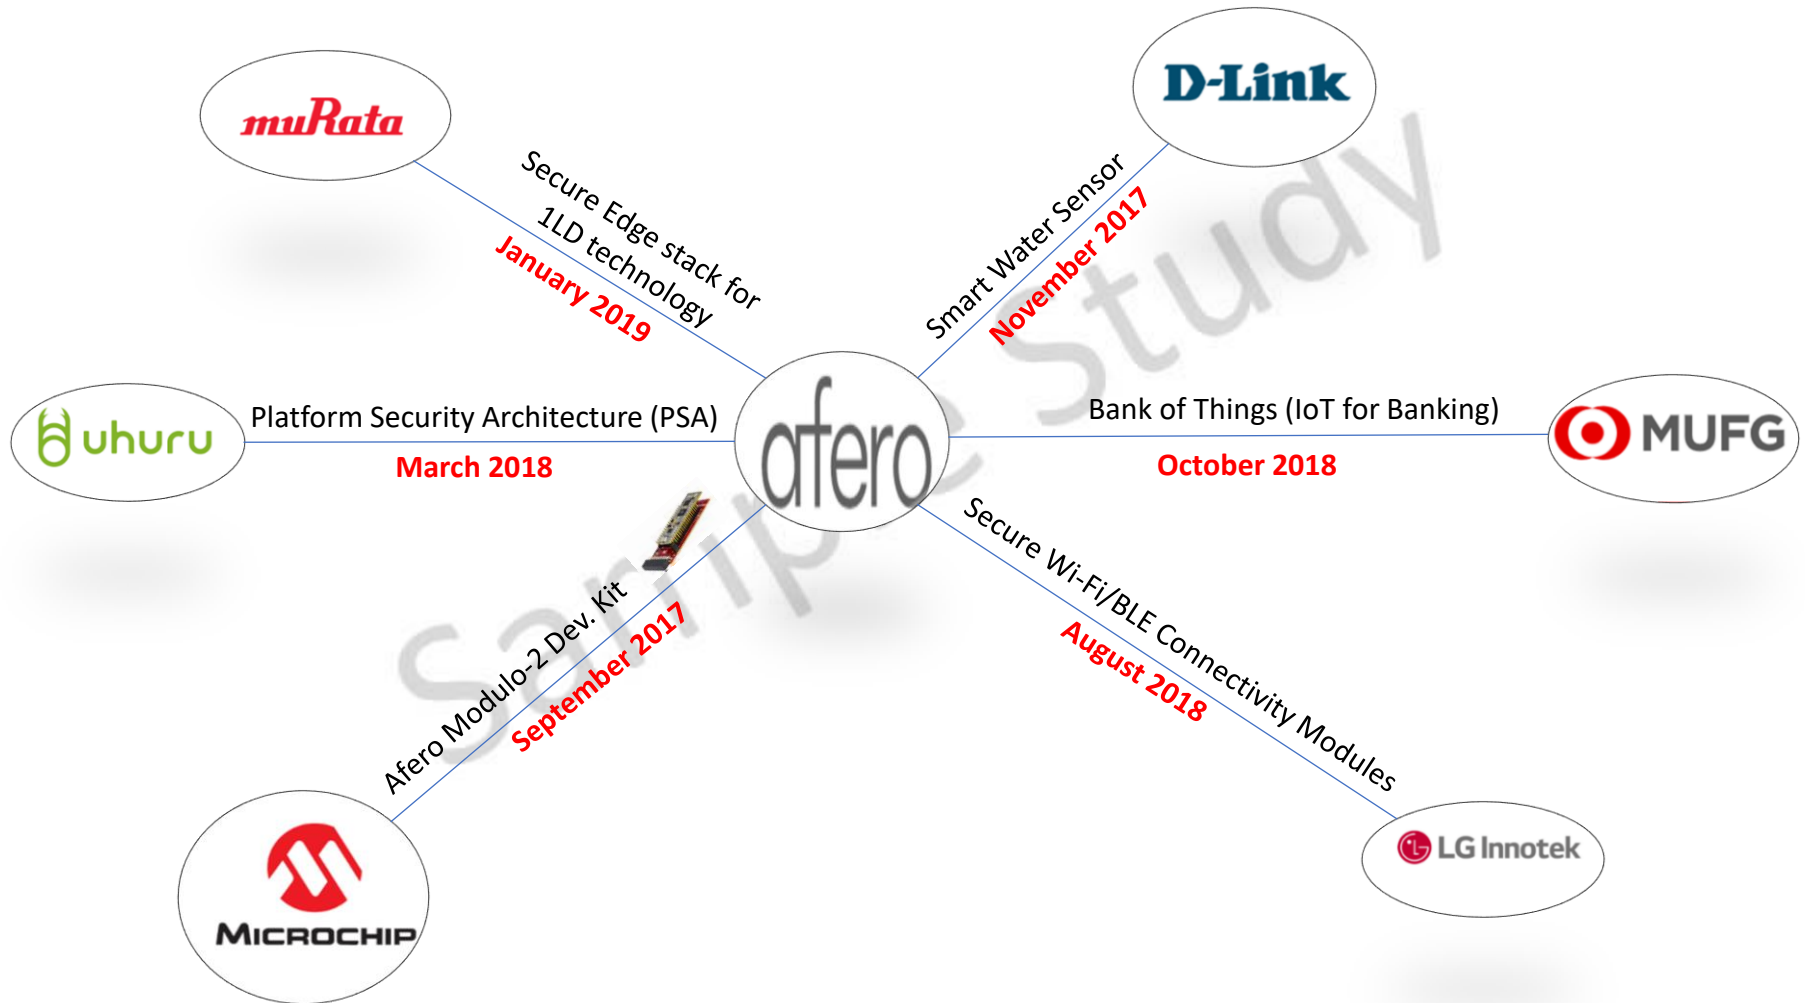 muRata
D-Link
Secure Edge stack for
1LD technology
January 2019
Smart Water Sensor
November 2017
uhuru
Platform Security Architecture (PSA)
March 2018
afero
Bank of Things (IoT for Banking)
October 2018
MUFG
Afero Modulo-2 Dev. Kit
September 2017
Secure Wi-Fi/BLE Connectivity Modules
August 2018
MICROCHIP
LG Innotek
Sample Study